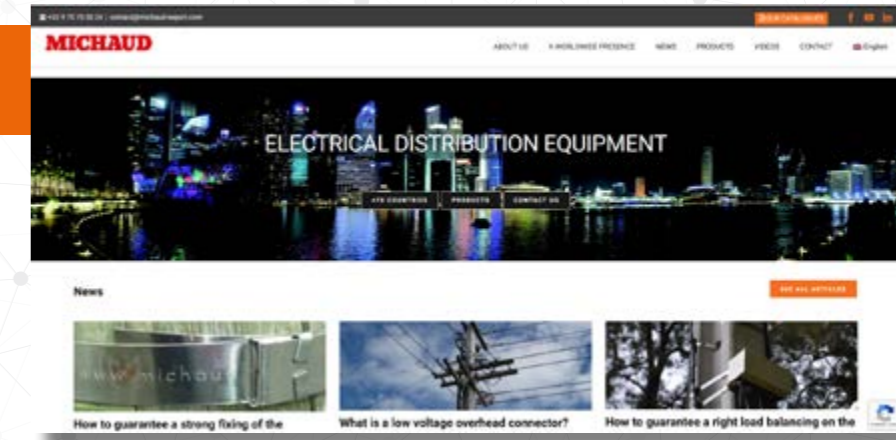 MICHAUD
ABOUT US
A WORLDWIDE PRESENCE
NEWS
PRODUCTS
VIDEOS
CONTACT
English
ELECTRICAL DISTRIBUTION EQUIPMENT
PRODUCTS
CONTACT US
News
SEE ALL ARTICLES
michaud
How to guarantee a strong fixing of the
What is a low voltage overhead connector?
How to guarantee a right load balancing on the